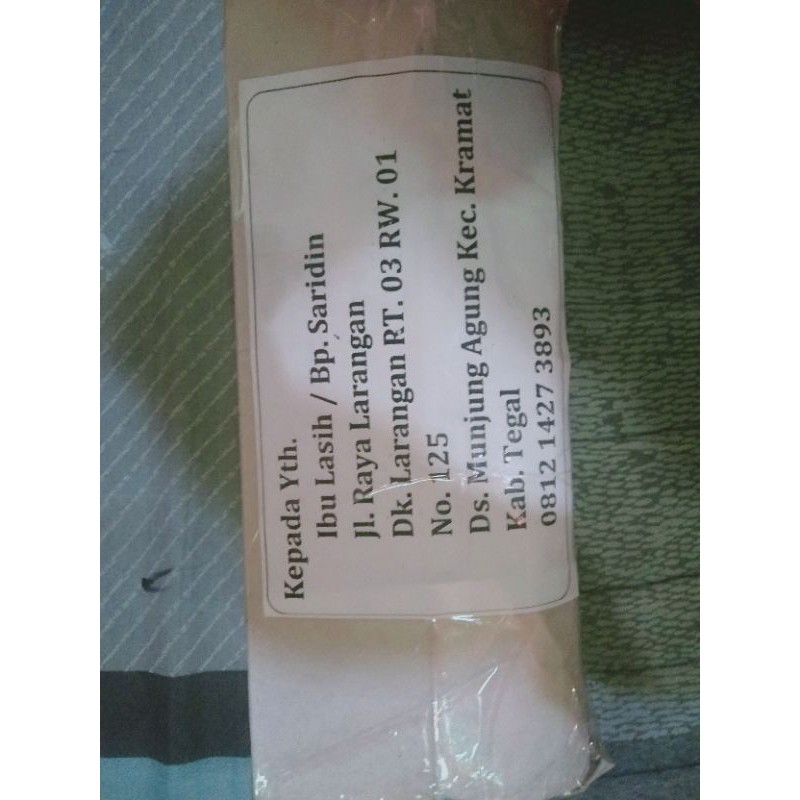 Kepada Yth.
Ibu Lasih / Bp. Saridin
Jl. Raya Larangan
Dk. Larangan RT. 03 RW. 01
No. 125
Ds. Munjung Agung Kec. Kramat
Kab. Tegal
0812 1427 3893